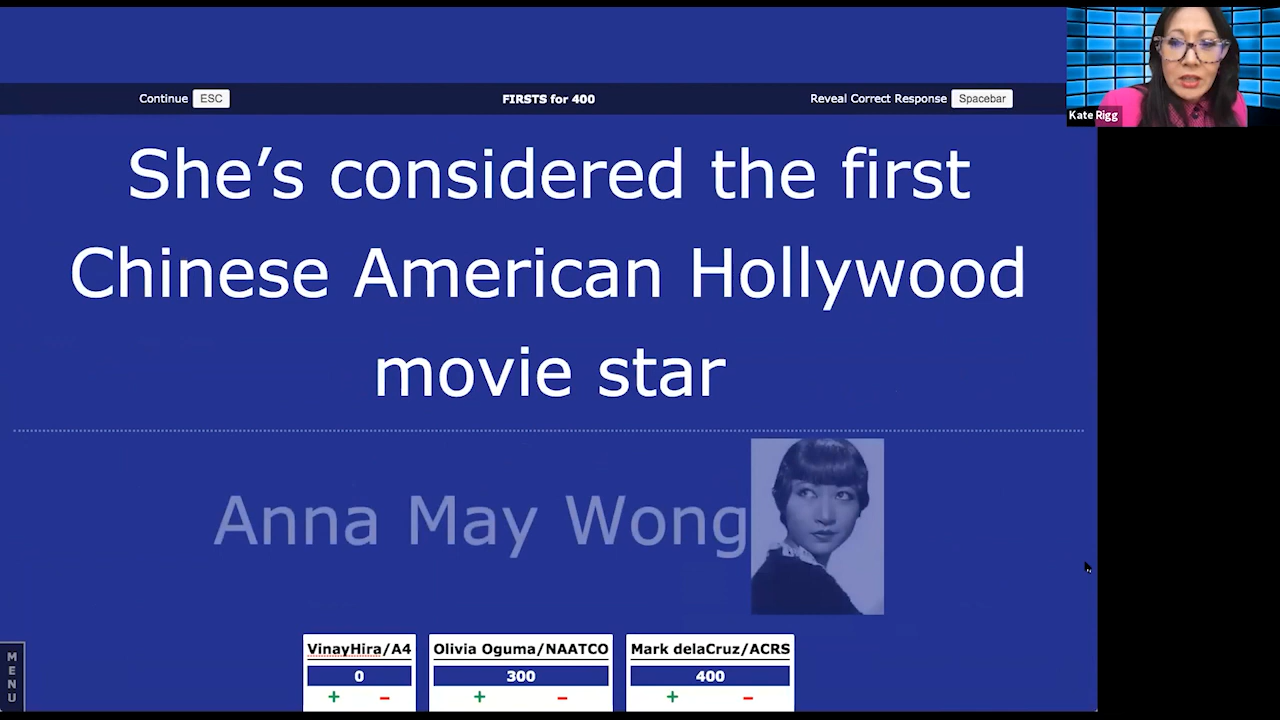 Continue ESC FIRSTS for 400 Reveal Correct Response Spacebar
Kate Rigg
She’s considered the first
Chinese American Hollywood
movie star
Anna May Wong
MENU
VinayHira/A4 Olivia Oguma/NAATCO Mark delaCruz/ACRS
0 300 400
+ − + − + −